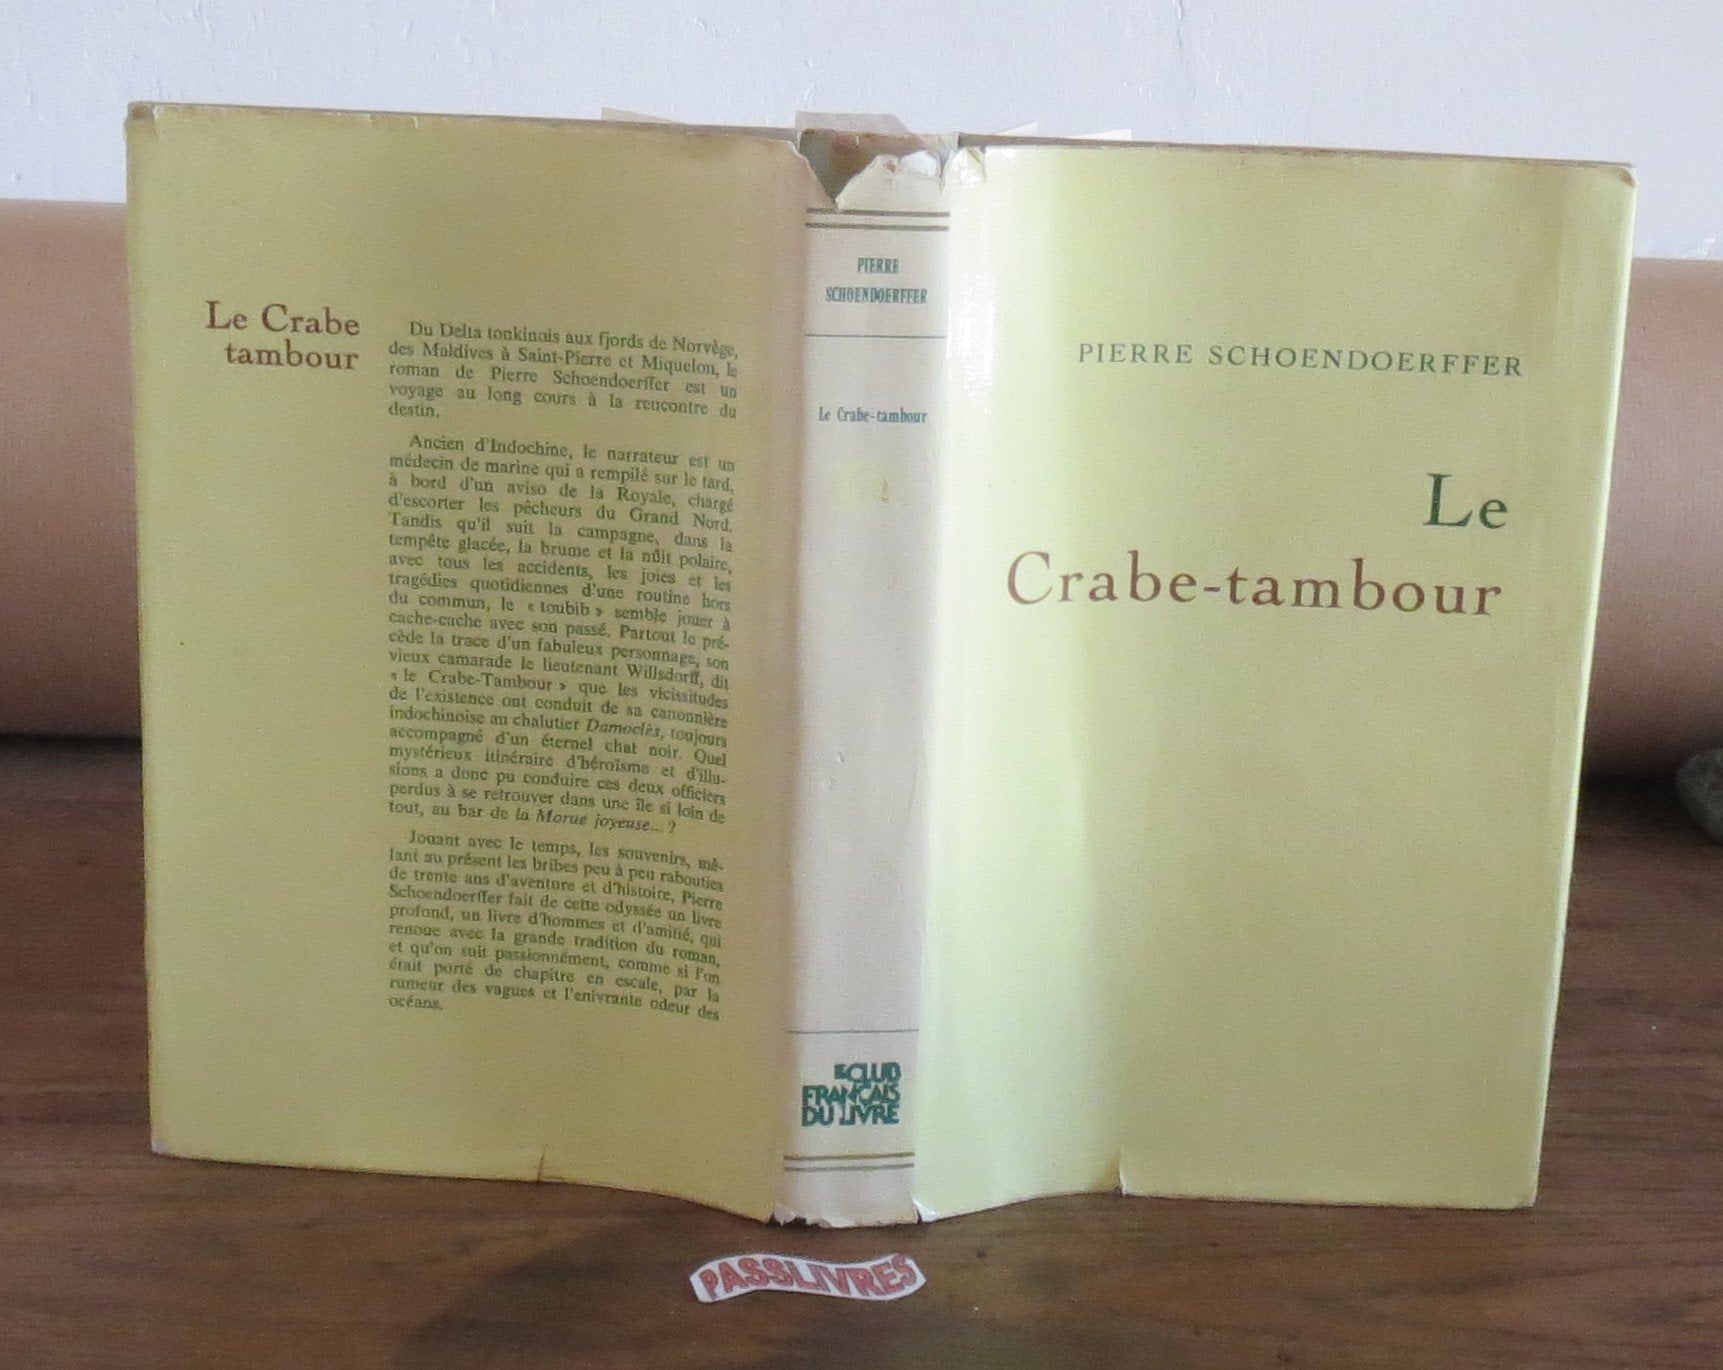 Le Crabe
tambour
Du Delta tonkinois aux fjords de Norvège,
des Maldives à Saint-Pierre et Miquelon, le
roman de Pierre Schoendoerffer est un
voyage au long cours à la rencontre du
destin.
Ancien d'Indochine, le narrateur est un
médecin de marine qui a rempilé sur le tard,
à bord d'un aviso de la Royale, chargé
d'escorter les pêcheurs du Grand Nord.
Tandis qu'il suit la campagne, dans la
tempête glacée, la brume et la nuit polaire,
avec tous les accidents, les joies et les
tragédies quotidiennes d'une routine hors
du commun, le « toubib » semble jouer à
cache-cache avec son passé. Partout le pré-
cède la trace d'un fabuleux personnage, son
vieux camarade le lieutenant Willsdorff, dit
« le Crabe-Tambour » que les vicissitudes
de l'existence ont conduit de sa canonnière
indochinoise au chalutier Damoclès, toujours
accompagné d'un éternel chat noir. Quel
mystérieux itinéraire d'héroïsme et d'illu-
sions a donc pu conduire ces deux officiers
perdus à se retrouver dans une île si loin de
tout, au bar de la Morue joyeuse... ?
Jouant avec le temps, les souvenirs, mê-
lant au présent les bribes peu à peu rabouties
de trente ans d'aventure et d'histoire, Pierre
Schoendoerffer fait de cette odyssée un livre
profond, un livre d'hommes et d'amitié, qui
renoue avec la grande tradition du roman,
et qu'on suit passionnément, comme si l'on
était porté de chapitre en escale, par la
rumeur des vagues et l'enivrante odeur des
océans.
PIERRE
SCHOENDOERFFER
Le Crabe-tambour
LE CLUB
FRANÇAIS
DU LIVRE
PIERRE SCHOENDOERFFER
Le
Crabe-tambour
PASSLIVRES